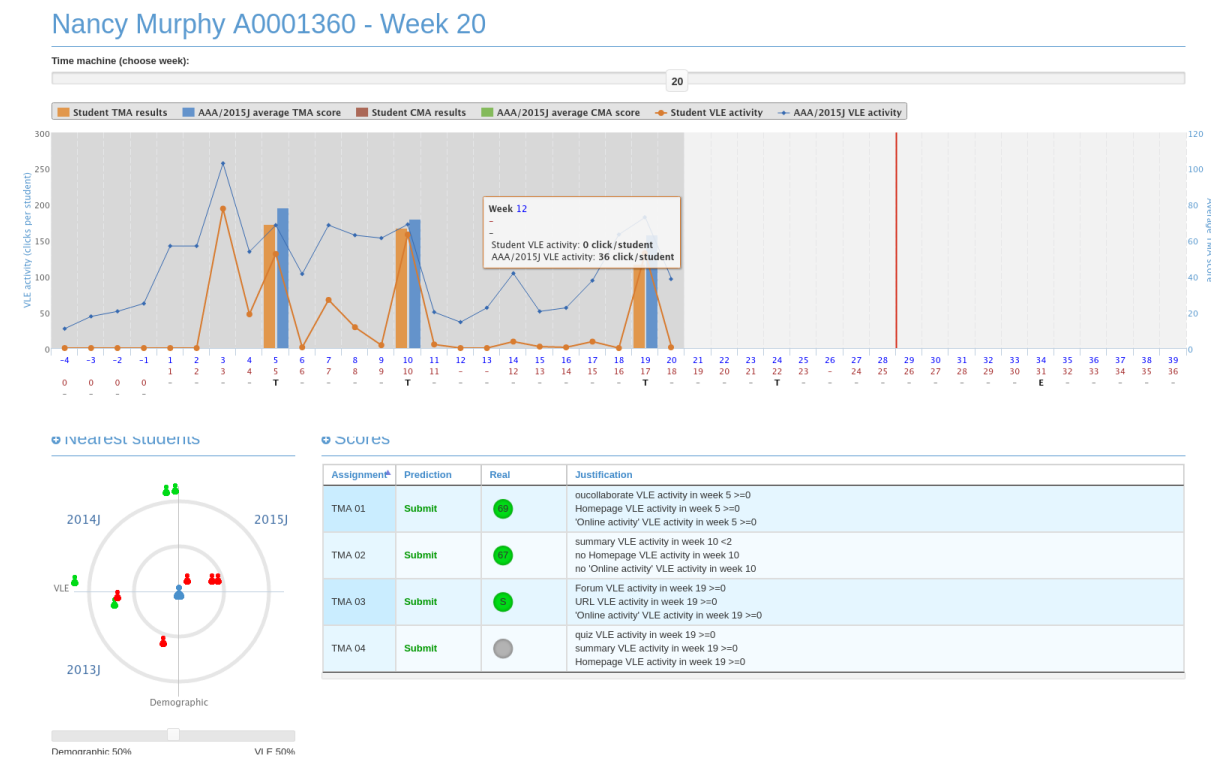 Nancy Murphy A0001360 - Week 20
Time machine (choose week):
20
Student TMA results AAA/2015J average TMA score Student CMA results AAA/2015J average CMA score Student VLE activity AAA/2015J VLE activity
300 120
250 100
200 80
150 60
100 40
50 20
0 0
VLE activity (clicks per student)
Average TMA score
Week 12
–
–
Student VLE activity: 0 click/student
AAA/2015J VLE activity: 36 click/student
-4 -3 -2 -1 1 2 3 4 5 6 7 8 9 10 11 12 13 14 15 16 17 18 19 20 21 22 23 24 25 26 27 28 29 30 31 32 33 34 35 36 37 38 39
1 2 3 4 5 6 7 8 9 10 11 – – 12 13 14 15 16 17 18 19 20 21 22 23 – 24 25 26 27 28 29 30 31 32 33 34 35 36
0 0 0 0 – – – – T – – – – T – – – – – – – – T – – – – T – – – – – – – – – E – – – – –
– – – –
Nearest students
Scores
2014J 2015J
VLE
2013J
Demographic
Demographic 50% VLE 50%
Assignment Prediction Real Justification
TMA 01 Submit 69 oucollaborate VLE activity in week 5 >=0
Homepage VLE activity in week 5 >=0
'Online activity' VLE activity in week 5 >=0
TMA 02 Submit 67 summary VLE activity in week 10 <2
no Homepage VLE activity in week 10
no 'Online activity' VLE activity in week 10
TMA 03 Submit S Forum VLE activity in week 19 >=0
URL VLE activity in week 19 >=0
'Online activity' VLE activity in week 19 >=0
TMA 04 Submit quiz VLE activity in week 19 >=0
summary VLE activity in week 19 >=0
Homepage VLE activity in week 19 >=0